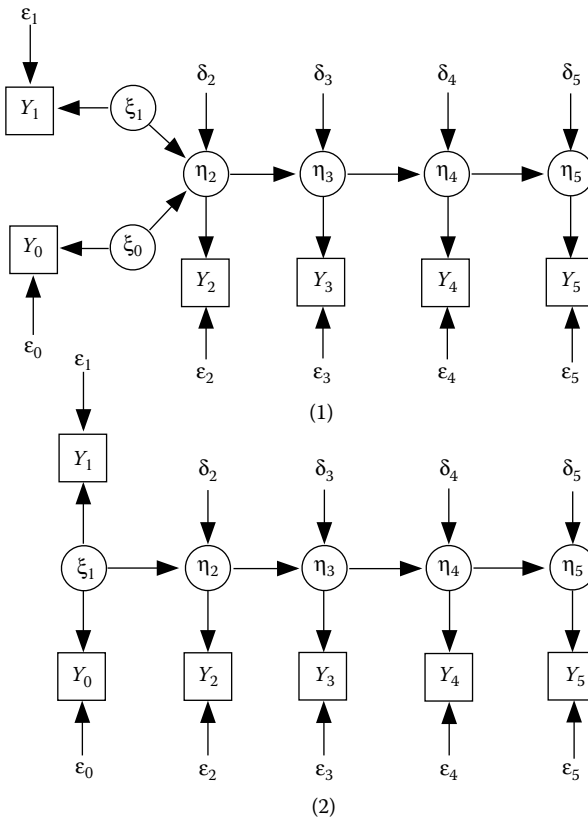 ε₁
δ₂ δ₃ δ₄ δ₅
Y₁ ξ₁
η₂ η₃ η₄ η₅
Y₀ ξ₀
Y₂ Y₃ Y₄ Y₅
ε₀
ε₂ ε₃ ε₄ ε₅
(1)
ε₁
Y₁
δ₂ δ₃ δ₄ δ₅
ξ₁ η₂ η₃ η₄ η₅
Y₀ Y₂ Y₃ Y₄ Y₅
ε₀ ε₂ ε₃ ε₄ ε₅
(2)